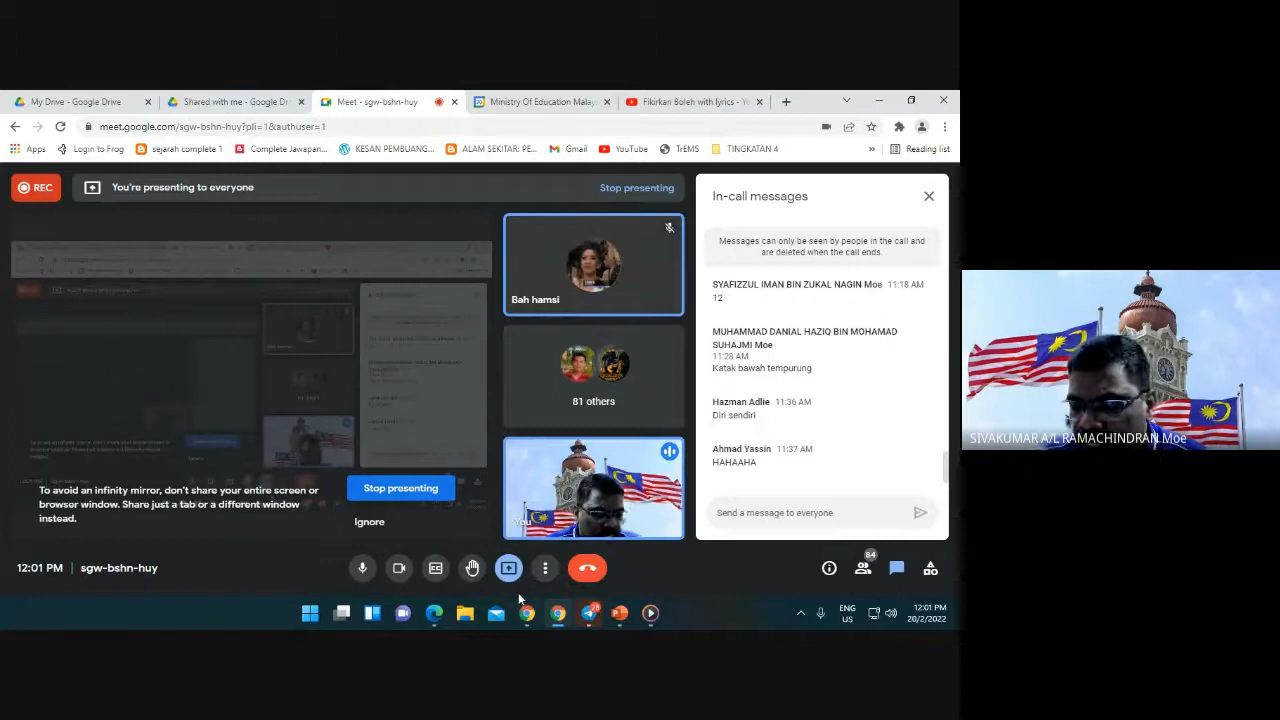 My Drive - Google Drive
Shared with me - Google Dr
Meet - sgw-bshn-huy
Ministry Of Education Malay
Fikirkan Boleh with lyrics - Yo
meet.google.com/sgw-bshn-huy?pli=1&authuser=1
Apps
Login to Frog
sejarah complete 1
Complete Jawapan...
KESAN PEMBUANG...
ALAM SEKITAR: PE...
Gmail
YouTube
TrEMS
TINGKATAN 4
»
Reading list
REC
You're presenting to everyone
Stop presenting
Bah hamsi
81 others
You
To avoid an infinity mirror, don't share your entire screen or
browser window. Share just a tab or a different window
instead.
Stop presenting
Ignore
In-call messages
Messages can only be seen by people in the call and
are deleted when the call ends.
SYAFIZZUL IMAN BIN ZUKAL NAGIN Moe 11:18 AM
12
MUHAMMAD DANIAL HAZIQ BIN MOHAMAD
SUHAJMI Moe
11:28 AM
Katak bawah tempurung
Hazman Adlie 11:36 AM
Diri sendiri
Ahmad Yassin 11:37 AM
HAHAAHA
Send a message to everyone
SIVAKUMAR A/L RAMACHINDRAN Moe
12:01 PM | sgw-bshn-huy
84
28
ENG
US
12:01 PM
20/2/2022